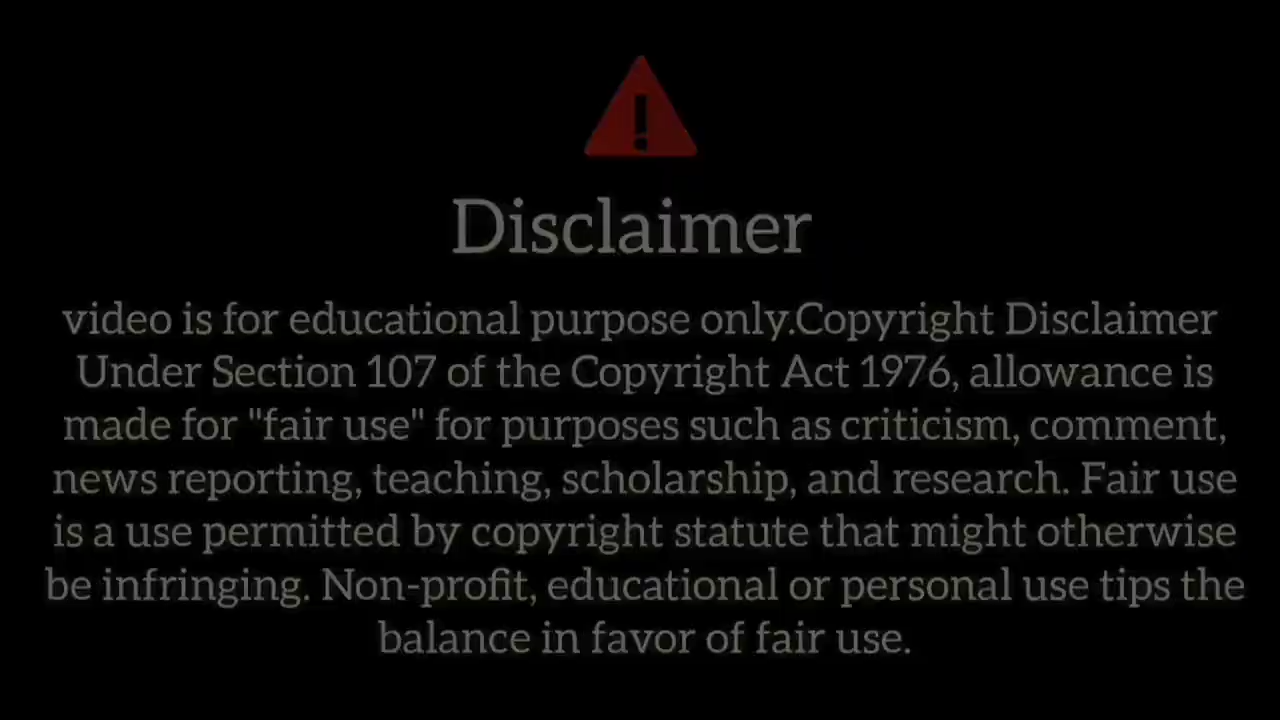 Disclaimer
video is for educational purpose only.Copyright Disclaimer
Under Section 107 of the Copyright Act 1976, allowance is
made for "fair use" for purposes such as criticism, comment,
news reporting, teaching, scholarship, and research. Fair use
is a use permitted by copyright statute that might otherwise
be infringing. Non-profit, educational or personal use tips the
balance in favor of fair use.